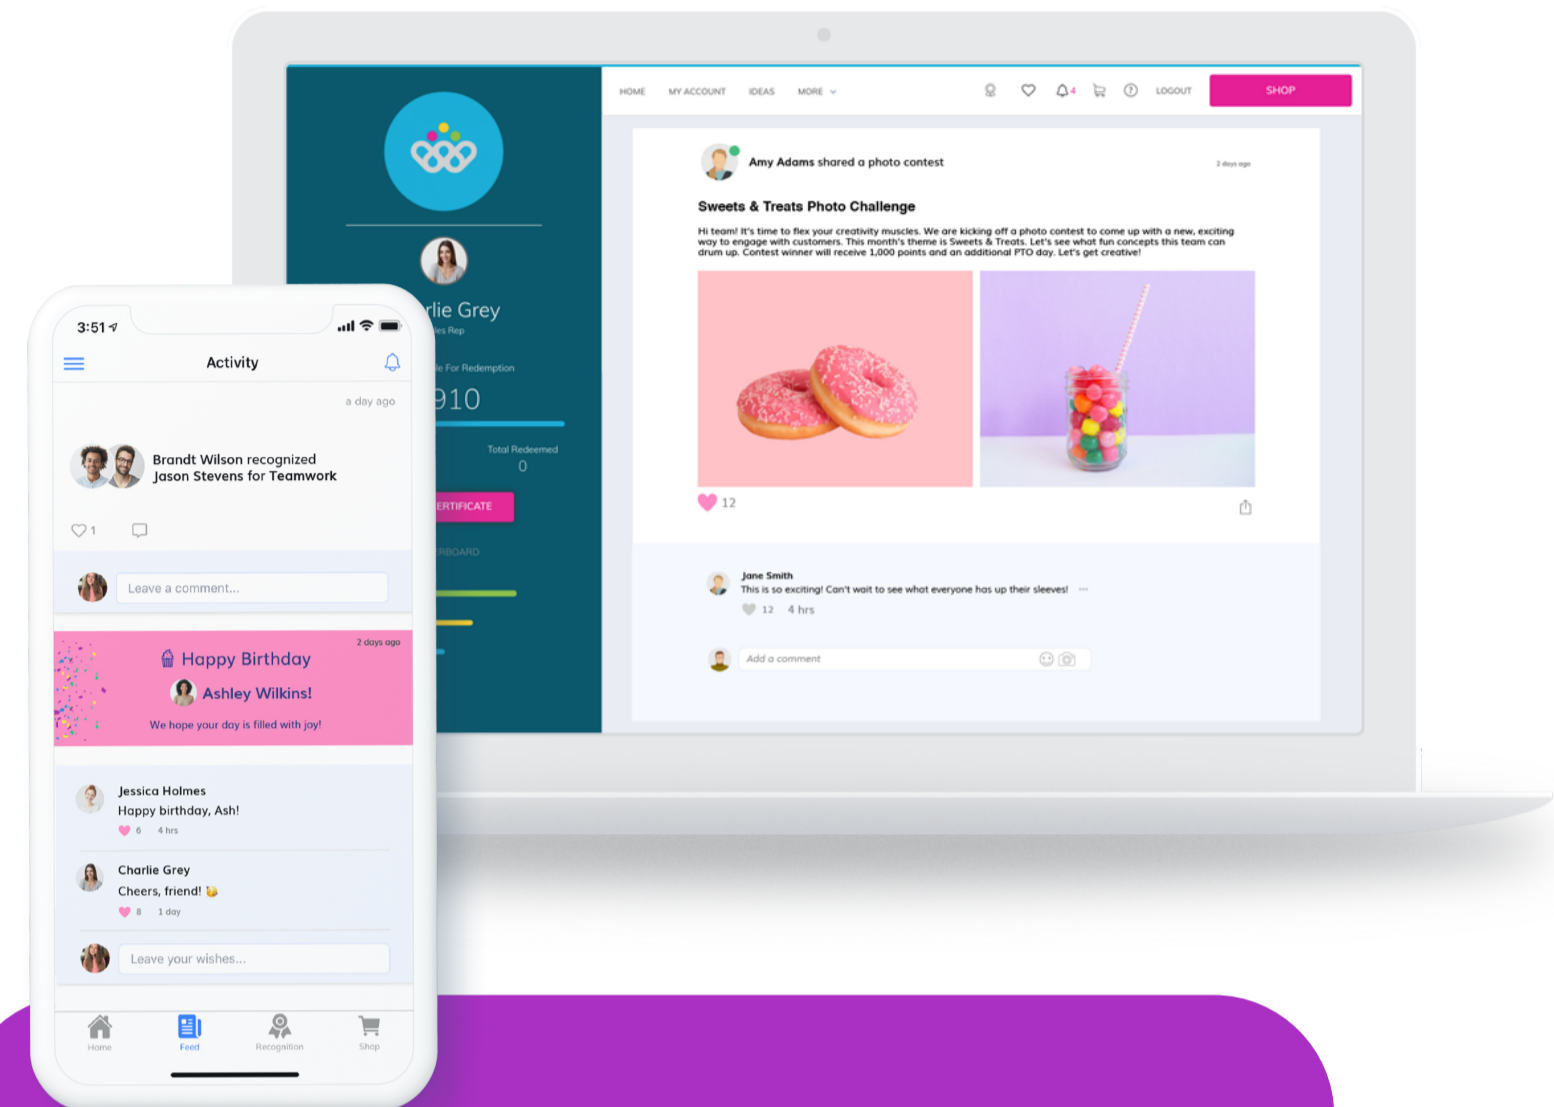 HOME MY ACCOUNT IDEAS MORE 4 LOGOUT SHOP
Amy Adams shared a photo contest
2 days ago
Sweets & Treats Photo Challenge
Hi team! It's time to flex your creativity muscles. We are kicking off a photo contest to come up with a new, exciting
way to engage with customers. This month's theme is Sweets & Treats. Let's see what fun concepts this team can
drum up. Contest winner will receive 1,000 points and an additional PTO day. Let's get creative!
12
Jane Smith
This is so exciting! Can't wait to see what everyone has up their sleeves! ...
12 4 hrs
Add a comment
rlie Grey
les Rep
le For Redemption
910
Total Redeemed
0
ERTIFICATE
RBOARD
3:51
Activity
a day ago
Brandt Wilson recognized
Jason Stevens for Teamwork
1
Leave a comment...
2 days ago
Happy Birthday
Ashley Wilkins!
We hope your day is filled with joy!
Jessica Holmes
Happy birthday, Ash!
6 4 hrs
Charlie Grey
Cheers, friend! 🥳
8 1 day
Leave your wishes...
Home Feed Recognition Shop